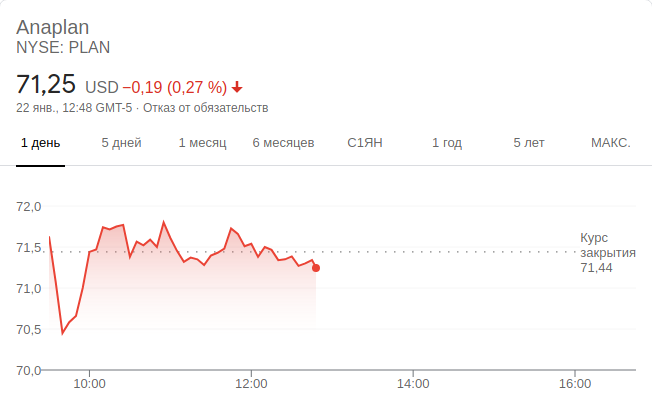 Anaplan
NYSE: PLAN
71,25 USD −0,19 (0,27 %)
22 янв., 12:48 GMT-5 · Отказ от обязательств
1 день 5 дней 1 месяц 6 месяцев С1ЯН 1 год 5 лет МАКС.
72,0
71,5
71,0
70,5
70,0
Курс
закрытия
71,44
10:00 12:00 14:00 16:00